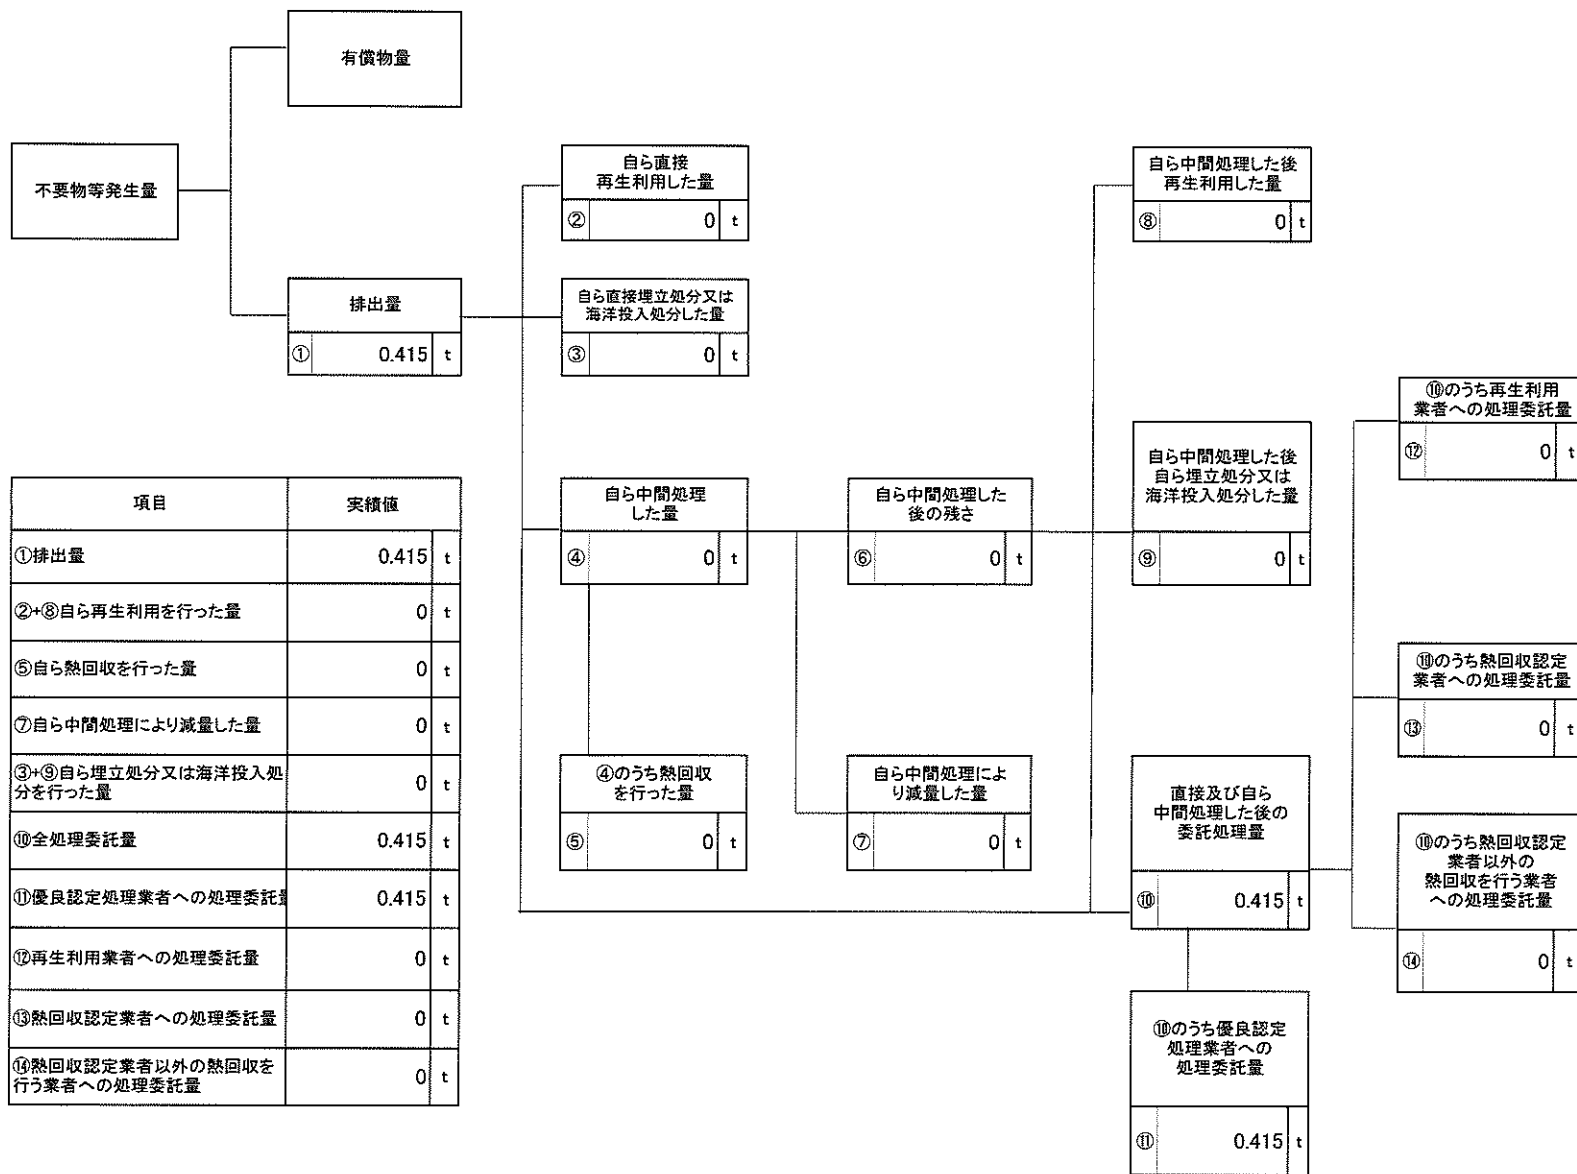 有償物量
不要物等発生量
排出量
① 0.415 t
自ら直接
再生利用した量
② 0 t
自ら直接埋立処分又は
海洋投入処分した量
③ 0 t
自ら中間処理
した量
④ 0 t
④のうち熱回収
を行った量
⑤ 0 t
自ら中間処理した
後の残さ
⑥ 0 t
自ら中間処理によ
り減量した量
⑦ 0 t
自ら中間処理した後
再生利用した量
⑧ 0 t
自ら中間処理した後
自ら埋立処分又は
海洋投入処分した量
⑨ 0 t
直接及び自ら
中間処理した後の
委託処理量
⑩ 0.415 t
⑩のうち優良認定
処理業者への
処理委託量
⑪ 0.415 t
⑩のうち再生利用
業者への処理委託量
⑫ 0 t
⑩のうち熱回収認定
業者への処理委託量
⑬ 0 t
⑩のうち熱回収認定
業者以外の
熱回収を行う業者
への処理委託量
⑭ 0 t
項目 実績値
①排出量 0.415 t
②+⑧自ら再生利用を行った量 0 t
⑤自ら熱回収を行った量 0 t
⑦自ら中間処理により減量した量 0 t
③+⑨自ら埋立処分又は海洋投入処
分を行った量 0 t
⑩全処理委託量 0.415 t
⑪優良認定処理業者への処理委託量 0.415 t
⑫再生利用業者への処理委託量 0 t
⑬熱回収認定業者への処理委託量 0 t
⑭熱回収認定業者以外の熱回収を
行う業者への処理委託量 0 t